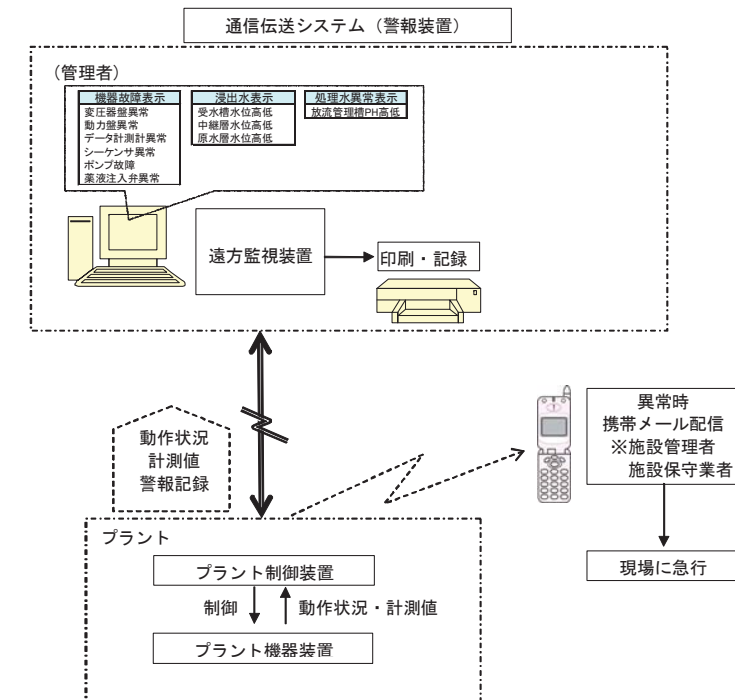 通信伝送システム（警報装置）
（管理者）
機器故障表示
変圧器盤異常
動力盤異常
データ計測計異常
シーケンサ異常
ポンプ故障
薬液注入弁異常
浸出水表示
受水槽水位高低
中継層水位高低
原水層水位高低
処理水異常表示
放流管理槽PH高低
遠方監視装置
印刷・記録
動作状況
計測値
警報記録
異常時
携帯メール配信
※施設管理者
施設保守業者
現場に急行
プラント
プラント制御装置
制御
動作状況・計測値
プラント機器装置